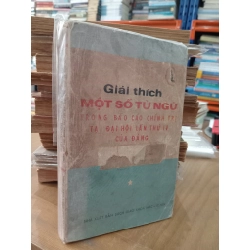 Giải thích
MỘT SỐ TỪ NGỮ
TRONG BÁO CÁO CHÍNH TRỊ
TẠI ĐẠI HỘI LẦN THỨ IV
CỦA ĐẢNG